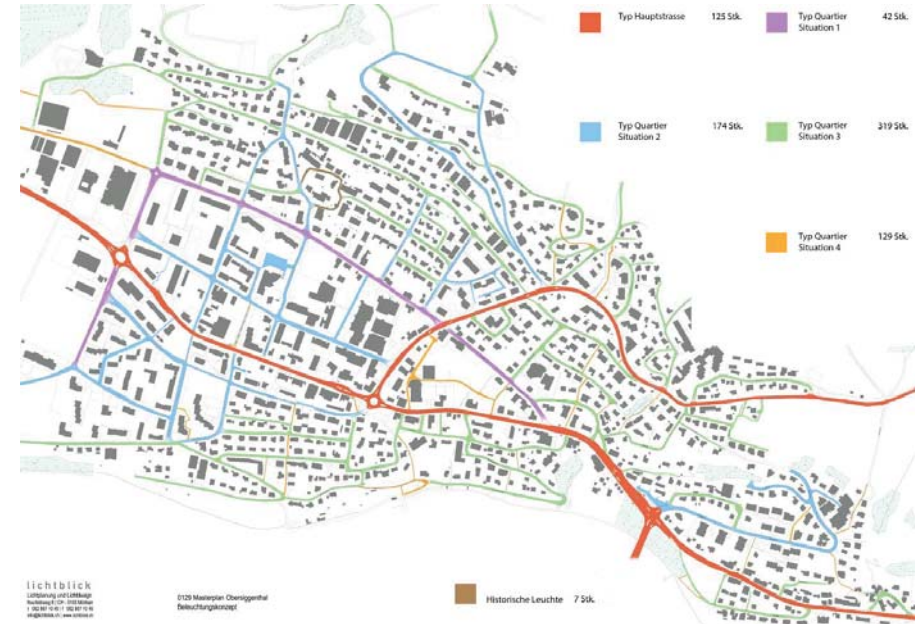 Typ Hauptstrasse 125 Stk.
Typ Quartier 42 Stk.
Situation 1
Typ Quartier 174 Stk.
Situation 2
Typ Quartier 319 Stk.
Situation 3
Typ Quartier 129 Stk.
Situation 4
lichtblick
Lichtplanung und Lichtdesign
0129 Masterplan Obersiggenthal
Beleuchtungskonzept
Historische Leuchte 7 Stk.